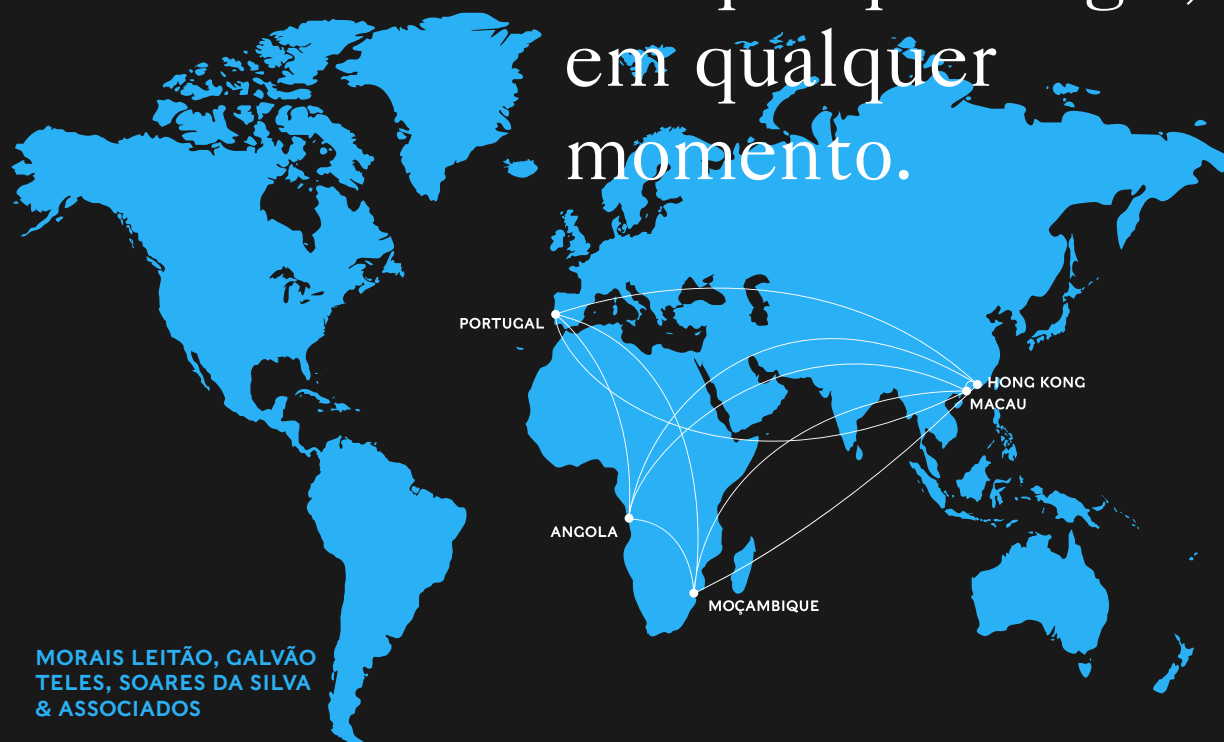 em qualquer
momento.
PORTUGAL
HONG KONG
MACAU
ANGOLA
MOÇAMBIQUE
MORAIS LEITÃO, GALVÃO
TELES, SOARES DA SILVA
& ASSOCIADOS